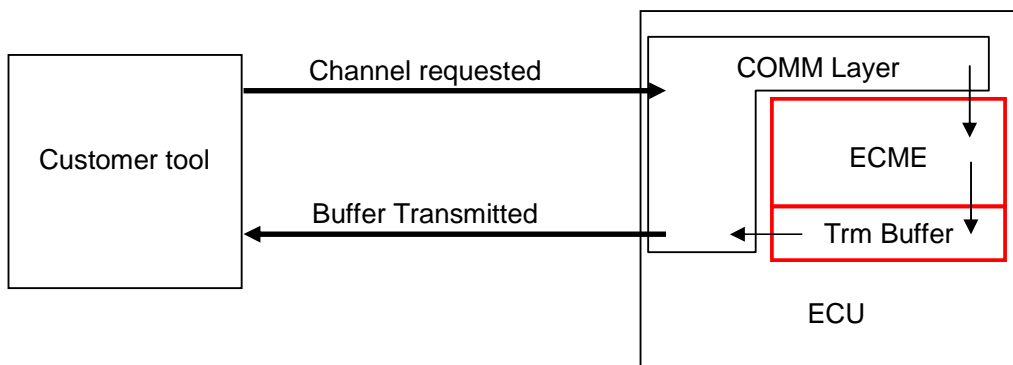 Channel requested
COMM Layer
Customer tool
ECME
Buffer Transmitted
Trm Buffer
ECU